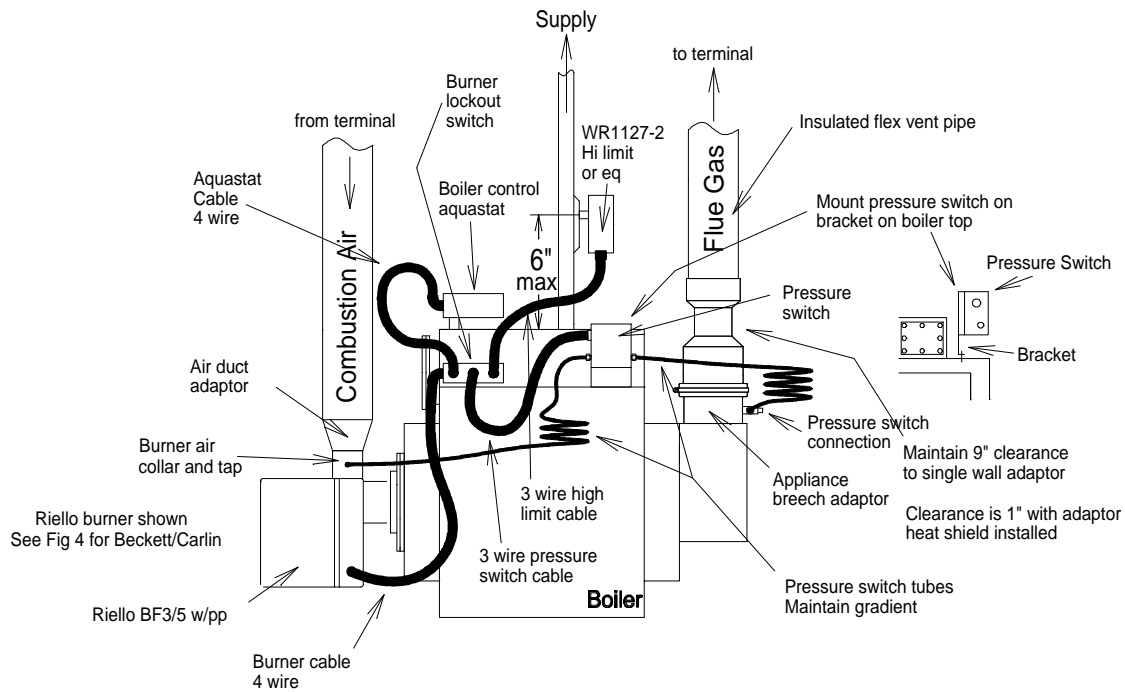 Supply
to terminal
Burner
lockout
switch
from terminal
WR1127-2
Hi limit
or eq
Insulated flex vent pipe
Aquastat
Cable
4 wire
Boiler control
aquastat
Mount pressure switch on
bracket on boiler top
Flue Gas
Combustion Air
6"
max
Pressure Switch
Pressure
switch
Bracket
Air duct
adaptor
Burner air
collar and tap
Pressure switch
connection
Maintain 9" clearance
to single wall adaptor
Appliance
breech adaptor
3 wire high
limit cable
Clearance is 1" with adaptor
heat shield installed
Riello burner shown
See Fig 4 for Beckett/Carlin
3 wire pressure
switch cable
Pressure switch tubes
Maintain gradient
Boiler
Riello BF3/5 w/pp
Burner cable
4 wire